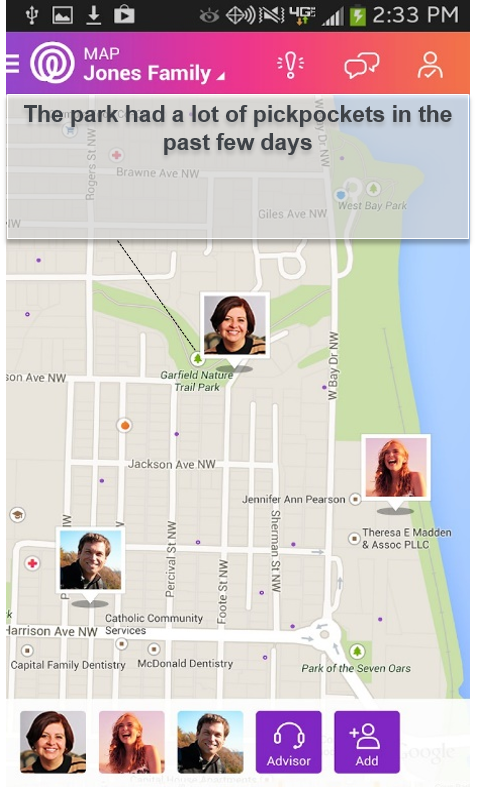 4G
2:33 PM
MAP
Jones Family
The park had a lot of pickpockets in the
past few days
Rogers St NW
Brawne Ave NW
Giles Ave NW
West Bay Park
W Bay Dr NW
Garfield Nature
Trail Park
son Ave NW
Jackson Ave NW
Jennifer Ann Pearson
Theresa E Madden
& Assoc PLLC
Percival St NW
Foote St NW
Sherman St NW
Catholic Community
Services
Harrison Ave NW
Capital Family Dentistry
McDonald Dentistry
Park of the Seven Oars
Advisor
Add
Google